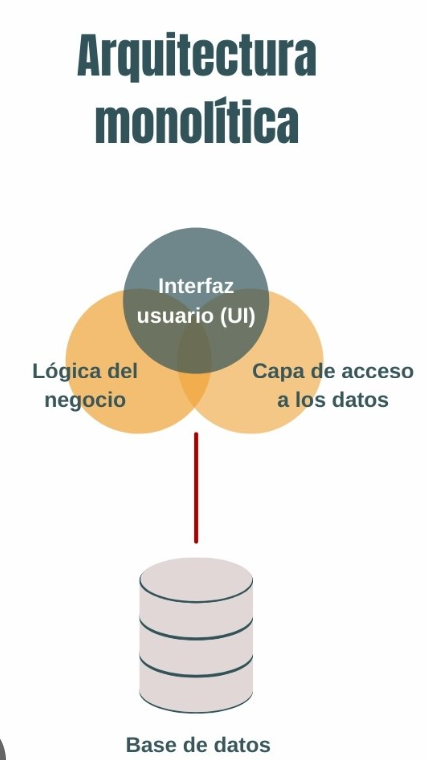 Arquitectura
monolítica
Interfaz
usuario (UI)
Lógica del
negocio
Capa de acceso
a los datos
Base de datos